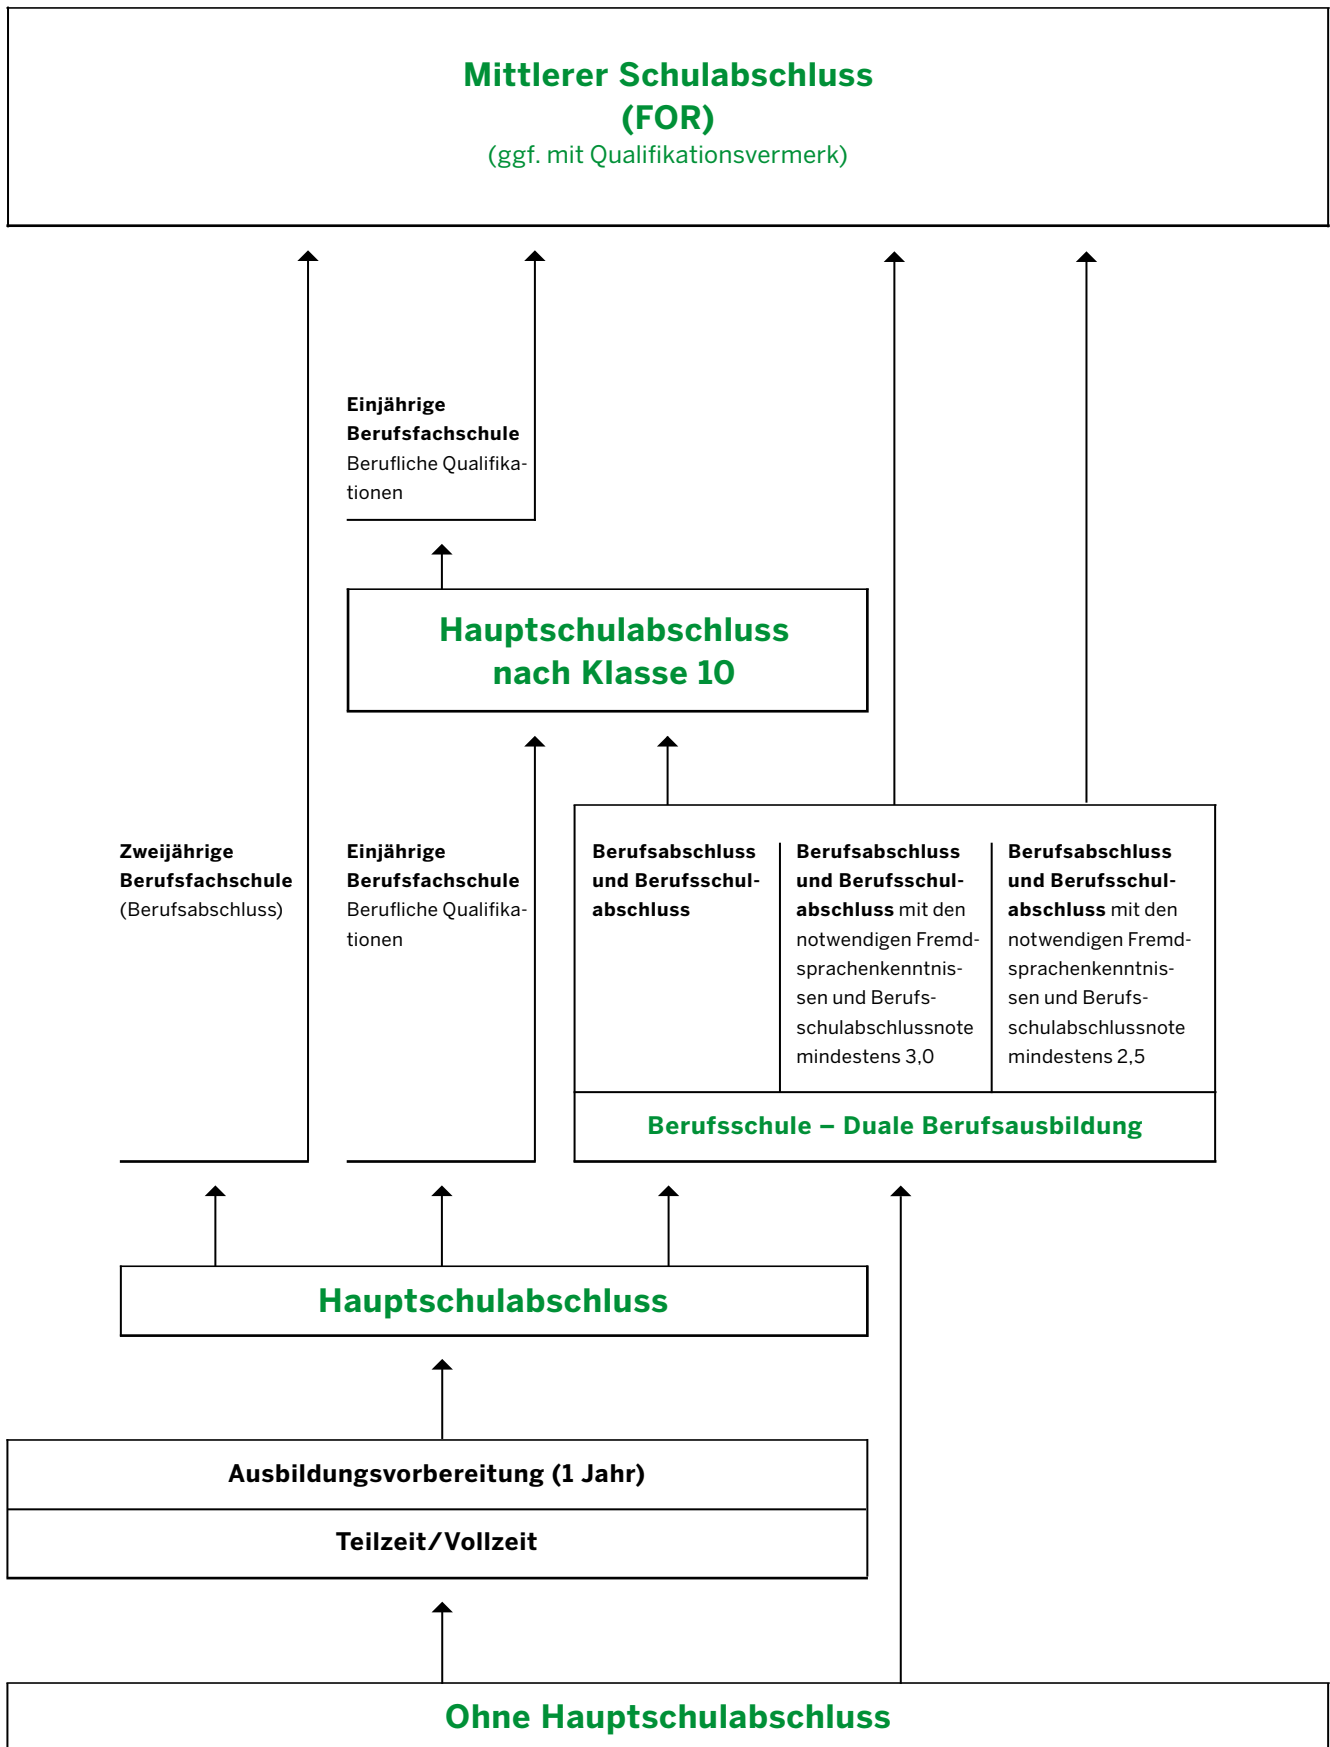 Mittlerer Schulabschluss
(FOR)
(ggf. mit Qualifikationsvermerk)
Einjährige
Berufsfachschule
Berufliche Qualifika-
tionen
Hauptschulabschluss
nach Klasse 10
Zweijährige
Berufsfachschule
(Berufsabschluss)
Einjährige
Berufsfachschule
Berufliche Qualifika-
tionen
Berufsabschluss
und Berufsschul-
abschluss
Berufsabschluss
und Berufsschul-
abschluss mit den
notwendigen Fremd-
sprachenkenntnis-
sen und Berufs-
schulabschlussnote
mindestens 3,0
Berufsabschluss
und Berufsschul-
abschluss mit den
notwendigen Fremd-
sprachenkenntnis-
sen und Berufs-
schulabschlussnote
mindestens 2,5
Berufsschule – Duale Berufsausbildung
Hauptschulabschluss
Ausbildungsvorbereitung (1 Jahr)
Teilzeit/Vollzeit
Ohne Hauptschulabschluss